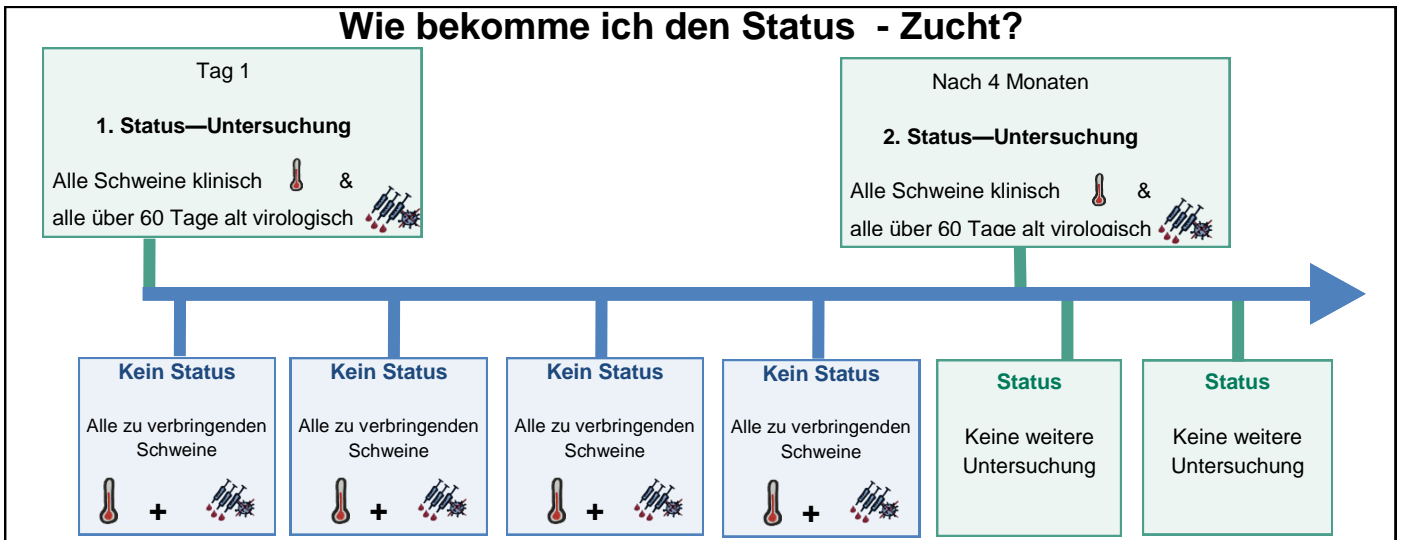 Wie bekomme ich den Status - Zucht?
Tag 1
1. Status—Untersuchung
Alle Schweine klinisch &
alle über 60 Tage alt virologisch
Nach 4 Monaten
2. Status—Untersuchung
Alle Schweine klinisch &
alle über 60 Tage alt virologisch
Kein Status
Alle zu verbringenden
Schweine
+
Kein Status
Alle zu verbringenden
Schweine
+
Kein Status
Alle zu verbringenden
Schweine
+
Kein Status
Alle zu verbringenden
Schweine
+
Status
Keine weitere
Untersuchung
Status
Keine weitere
Untersuchung